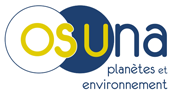 osuna
planètes et
environnement